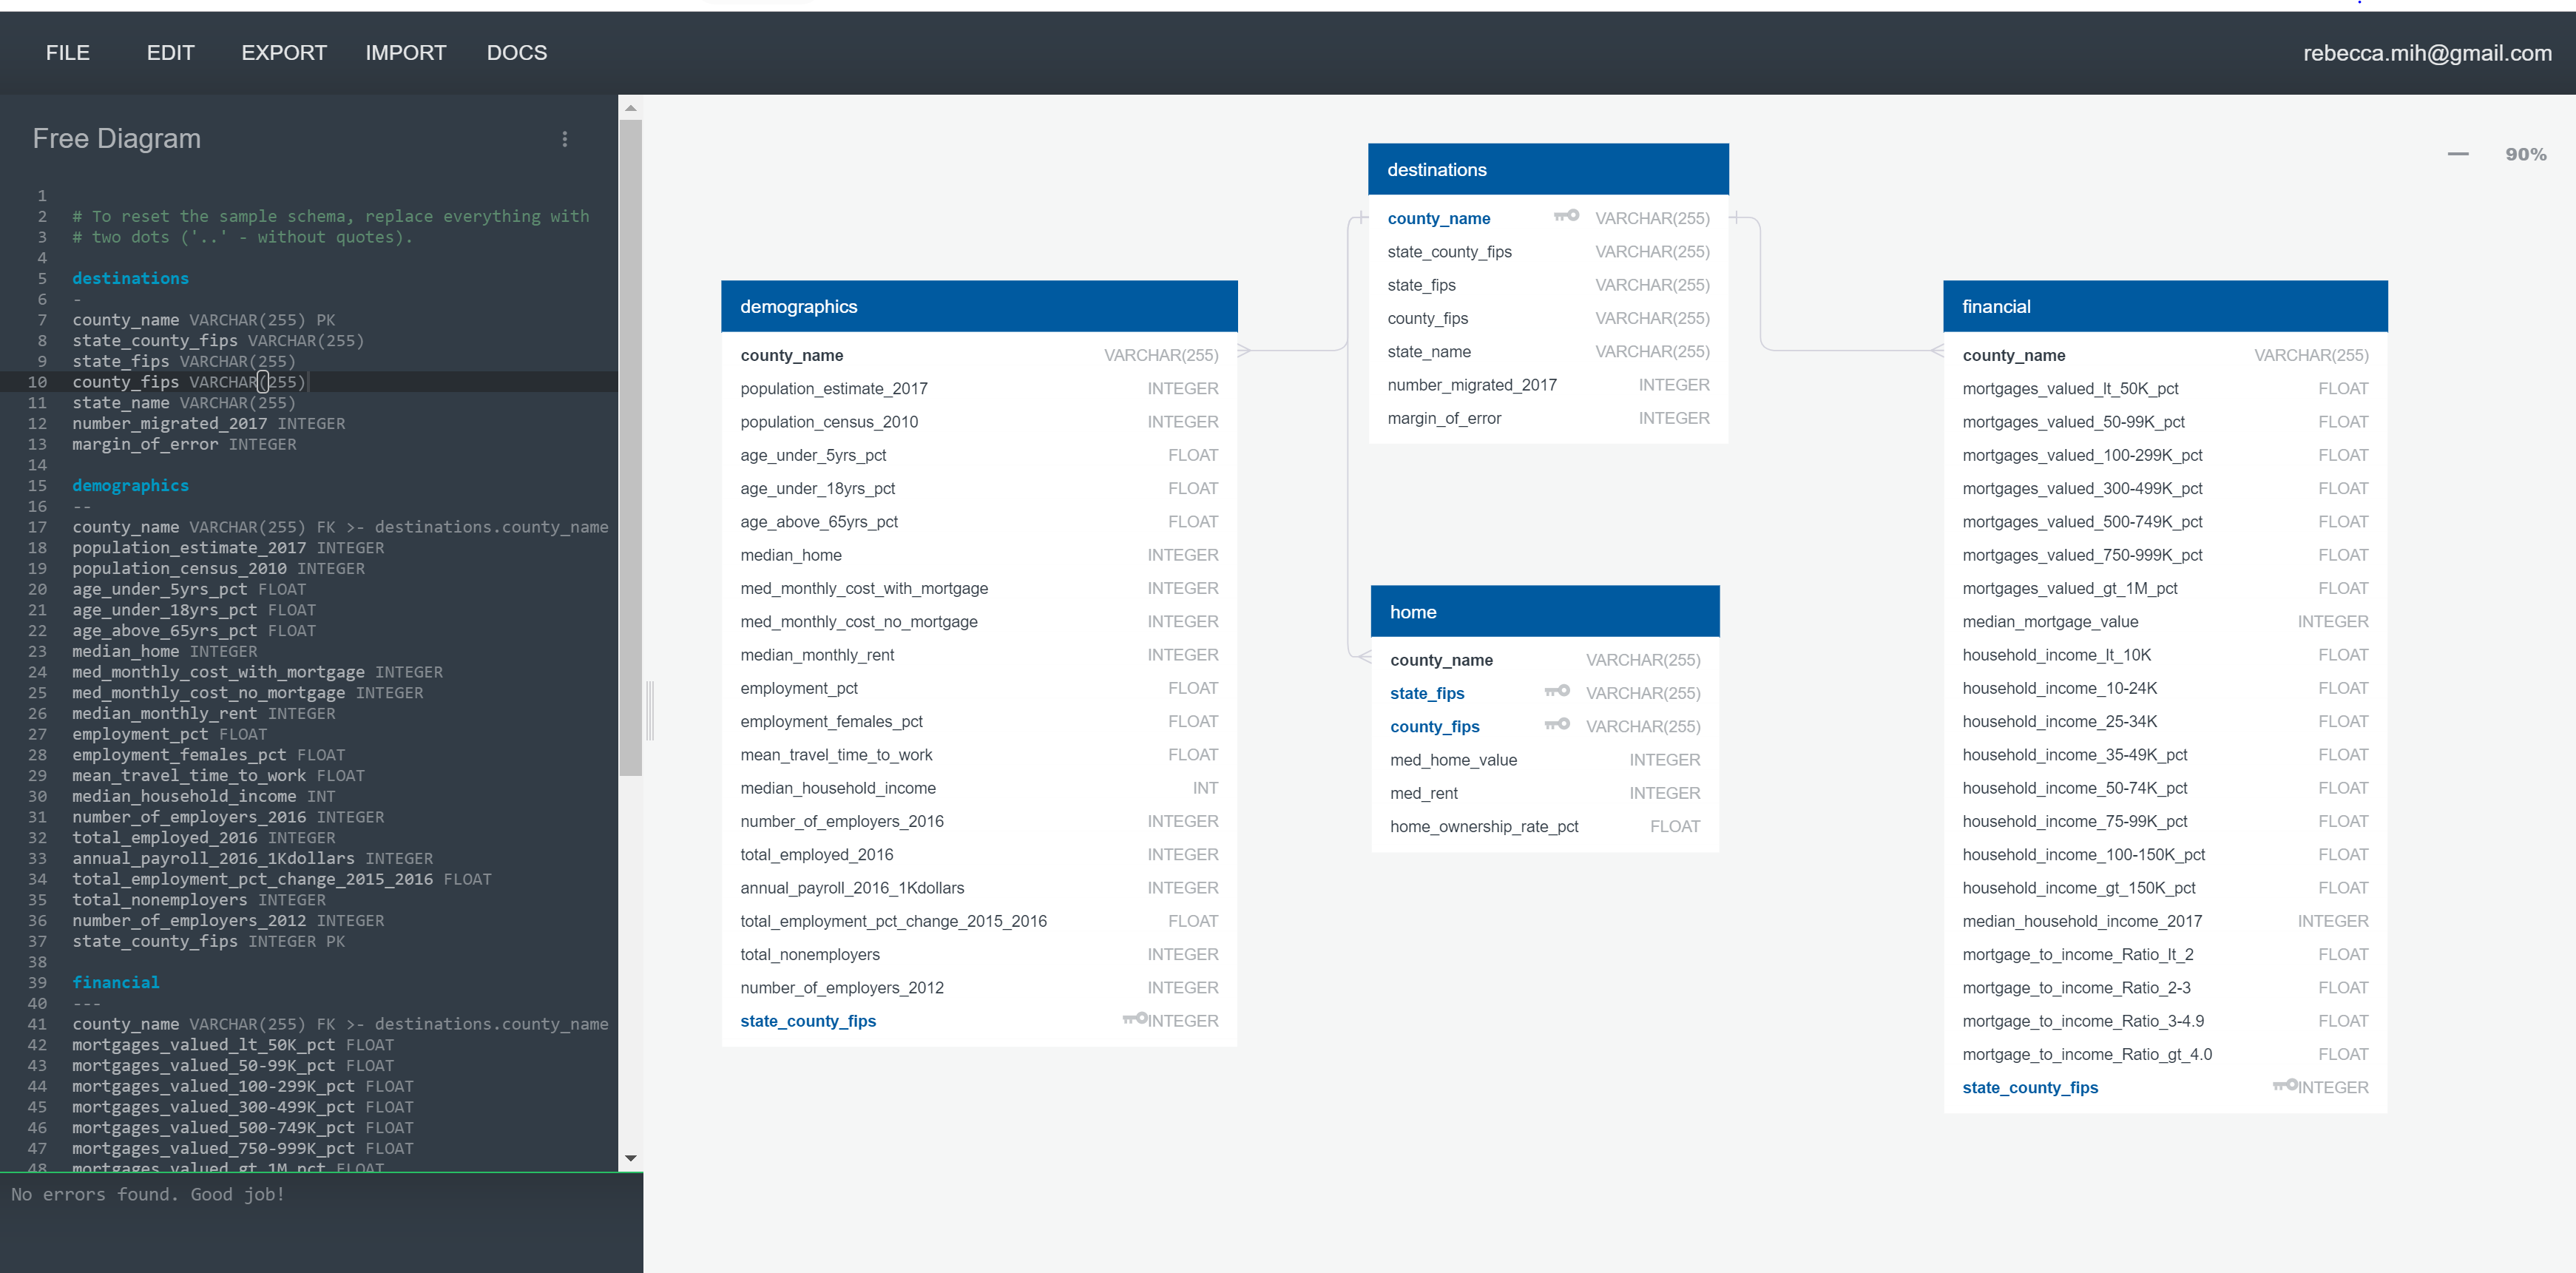 FILE EDIT EXPORT IMPORT DOCS rebecca.mih@gmail.com
Free Diagram
1
2 # To reset the sample schema, replace everything with
3 # two dots ('..' - without quotes).
4
5 destinations
6 -
7 county_name VARCHAR(255) PK
8 state_county_fips VARCHAR(255)
9 state_fips VARCHAR(255)
10 county_fips VARCHAR(255)
11 state_name VARCHAR(255)
12 number_migrated_2017 INTEGER
13 margin_of_error INTEGER
14
15 demographics
16 --
17 county_name VARCHAR(255) FK >- destinations.county_name
18 population_estimate_2017 INTEGER
19 population_census_2010 INTEGER
20 age_under_5yrs_pct FLOAT
21 age_under_18yrs_pct FLOAT
22 age_above_65yrs_pct FLOAT
23 median_home INTEGER
24 med_monthly_cost_with_mortgage INTEGER
25 med_monthly_cost_no_mortgage INTEGER
26 median_monthly_rent INTEGER
27 employment_pct FLOAT
28 employment_females_pct FLOAT
29 mean_travel_time_to_work FLOAT
30 median_household_income INT
31 number_of_employers_2016 INTEGER
32 total_employed_2016 INTEGER
33 annual_payroll_2016_1Kdollars INTEGER
34 total_employment_pct_change_2015_2016 FLOAT
35 total_nonemployers INTEGER
36 number_of_employers_2012 INTEGER
37 state_county_fips INTEGER PK
38
39 financial
40 ---
41 county_name VARCHAR(255) FK >- destinations.county_name
42 mortgages_valued_lt_50K_pct FLOAT
43 mortgages_valued_50-99K_pct FLOAT
44 mortgages_valued_100-299K_pct FLOAT
45 mortgages_valued_300-499K_pct FLOAT
46 mortgages_valued_500-749K_pct FLOAT
47 mortgages_valued_750-999K_pct FLOAT
48 mortgages_valued_gt_1M_pct FLOAT
No errors found. Good job!
90%
demographics
county_name VARCHAR(255)
population_estimate_2017 INTEGER
population_census_2010 INTEGER
age_under_5yrs_pct FLOAT
age_under_18yrs_pct FLOAT
age_above_65yrs_pct FLOAT
median_home INTEGER
med_monthly_cost_with_mortgage INTEGER
med_monthly_cost_no_mortgage INTEGER
median_monthly_rent INTEGER
employment_pct FLOAT
employment_females_pct FLOAT
mean_travel_time_to_work FLOAT
median_household_income INT
number_of_employers_2016 INTEGER
total_employed_2016 INTEGER
annual_payroll_2016_1Kdollars INTEGER
total_employment_pct_change_2015_2016 FLOAT
total_nonemployers INTEGER
number_of_employers_2012 INTEGER
state_county_fips INTEGER
destinations
county_name VARCHAR(255)
state_county_fips VARCHAR(255)
state_fips VARCHAR(255)
county_fips VARCHAR(255)
state_name VARCHAR(255)
number_migrated_2017 INTEGER
margin_of_error INTEGER
home
county_name VARCHAR(255)
state_fips VARCHAR(255)
county_fips VARCHAR(255)
med_home_value INTEGER
med_rent INTEGER
home_ownership_rate_pct FLOAT
financial
county_name VARCHAR(255)
mortgages_valued_lt_50K_pct FLOAT
mortgages_valued_50-99K_pct FLOAT
mortgages_valued_100-299K_pct FLOAT
mortgages_valued_300-499K_pct FLOAT
mortgages_valued_500-749K_pct FLOAT
mortgages_valued_750-999K_pct FLOAT
mortgages_valued_gt_1M_pct FLOAT
median_mortgage_value INTEGER
household_income_lt_10K FLOAT
household_income_10-24K FLOAT
household_income_25-34K FLOAT
household_income_35-49K_pct FLOAT
household_income_50-74K_pct FLOAT
household_income_75-99K_pct FLOAT
household_income_100-150K_pct FLOAT
household_income_gt_150K_pct FLOAT
median_household_income_2017 INTEGER
mortgage_to_income_Ratio_lt_2 FLOAT
mortgage_to_income_Ratio_2-3 FLOAT
mortgage_to_income_Ratio_3-4.9 FLOAT
mortgage_to_income_Ratio_gt_4.0 FLOAT
state_county_fips INTEGER